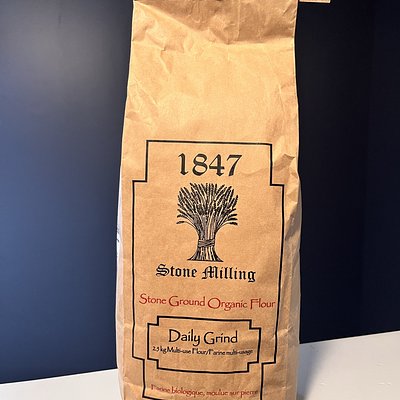 1847
Stone Milling
Stone Ground Organic Flour
Daily Grind
2.5 kg Multi-use Flour/Farine multi-usage
Farine biologique, moulue sur pierre